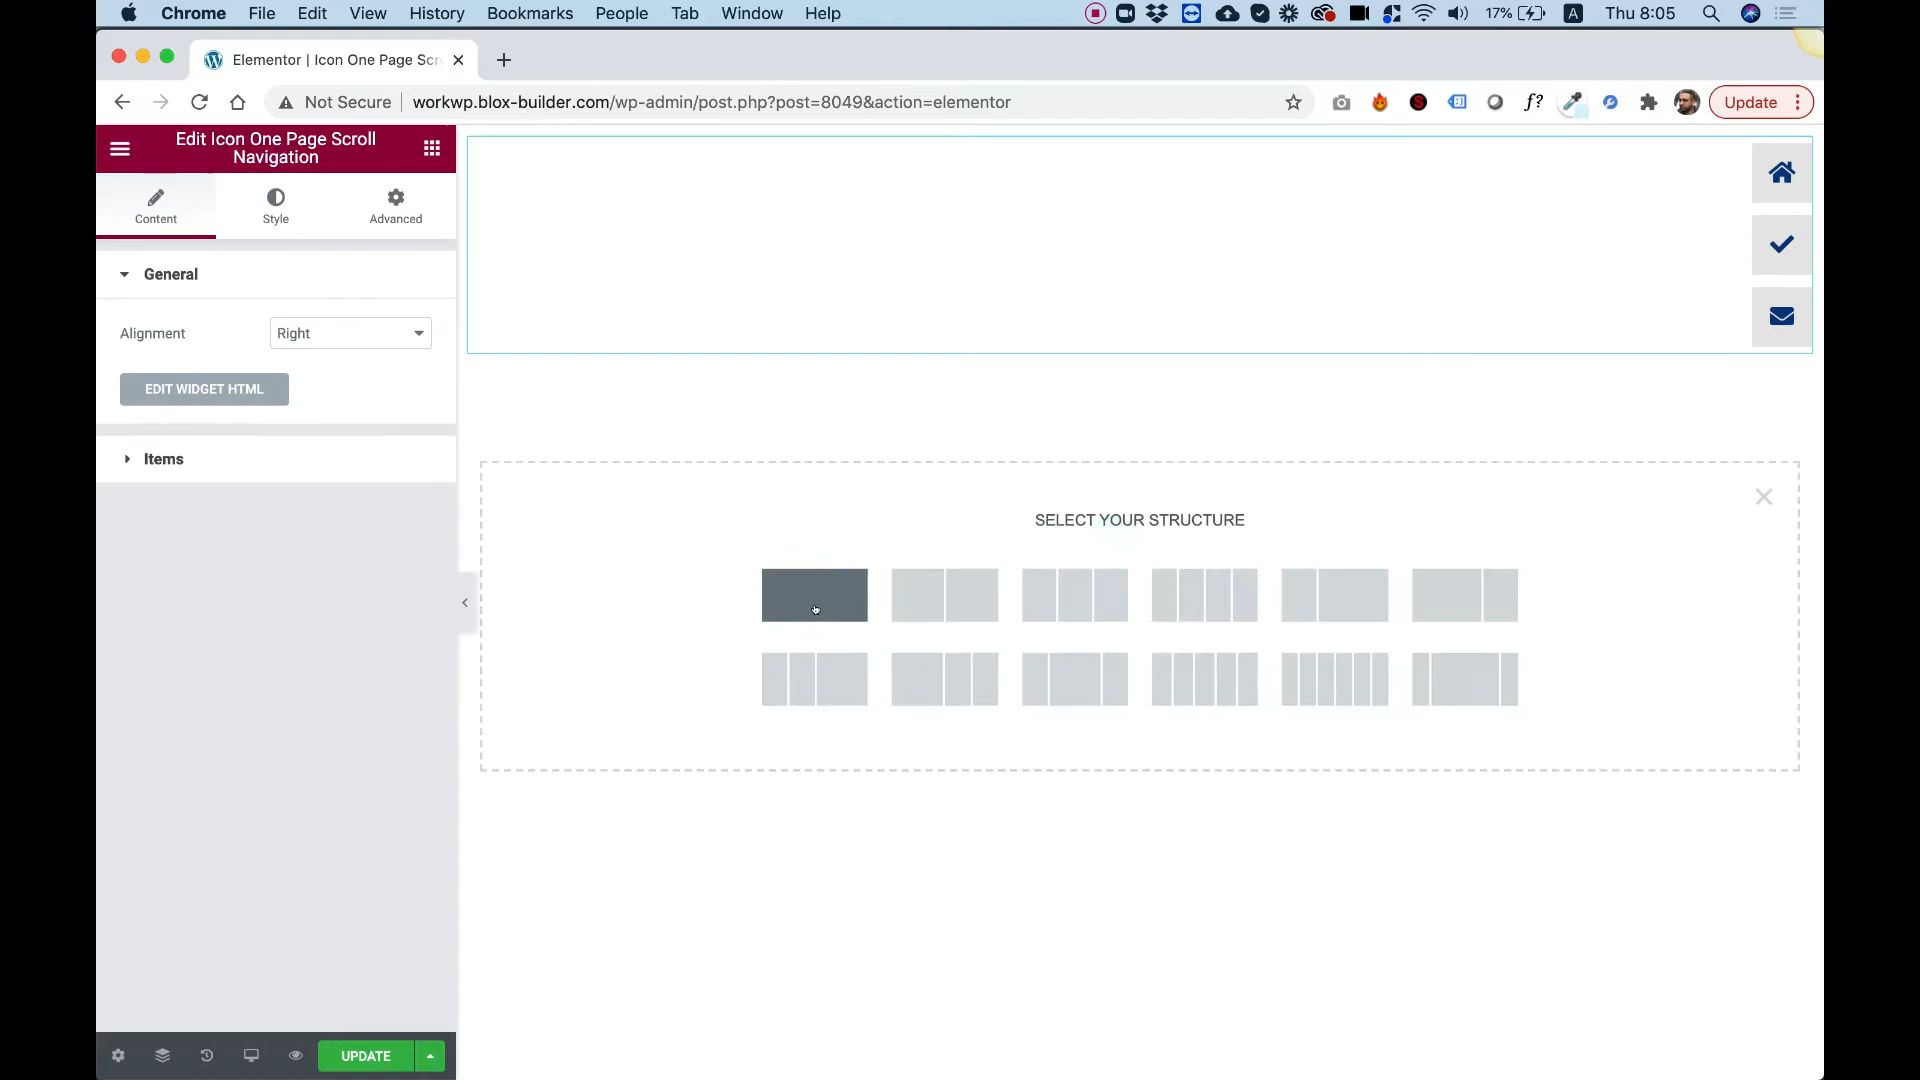 Chrome File Edit View History Bookmarks People Tab Window Help 17% A Thu 8:05
Elementor | Icon One Page Scr
Not Secure workwp.blox-builder.com/wp-admin/post.php?post=8049&action=elementor S f? Update
Edit Icon One Page Scroll
Navigation
Content Style Advanced
General
Alignment Right
EDIT WIDGET HTML
Items
SELECT YOUR STRUCTURE
UPDATE